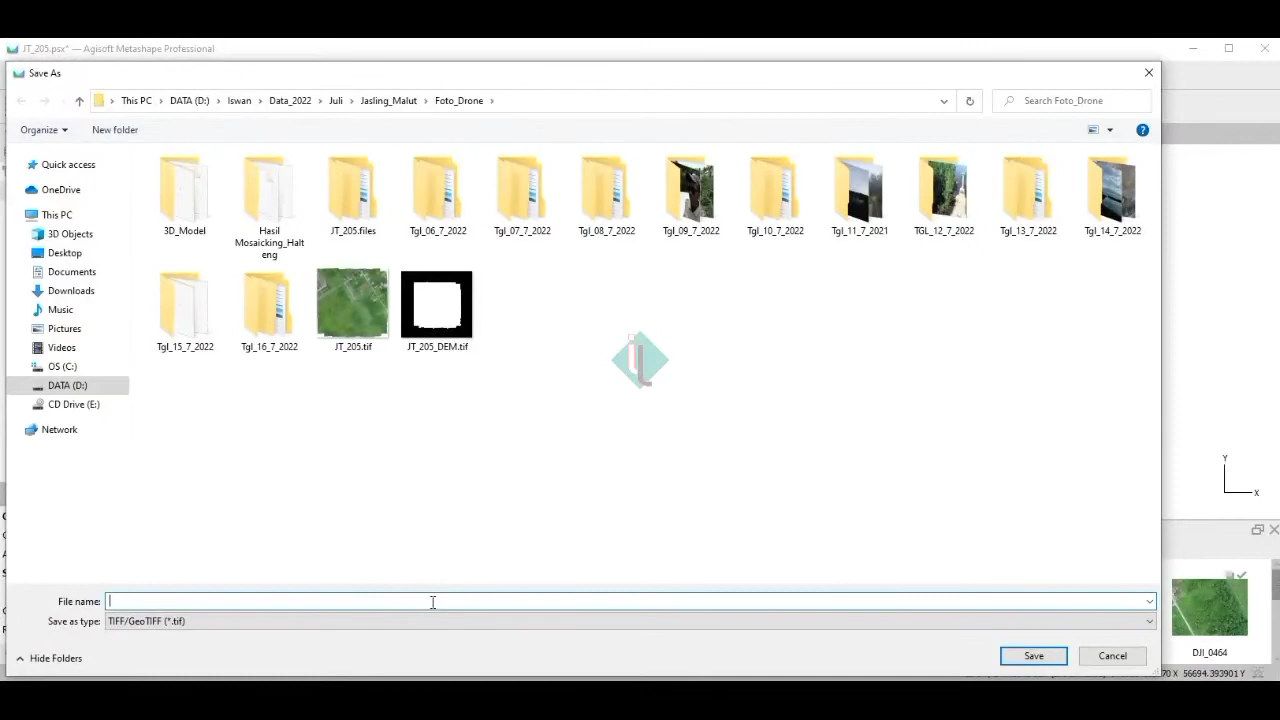 JT_205.psx* — Agisoft Metashape Professional
Save As
This PC > DATA (D:) > Iswan > Data_2022 > Juli > Jasling_Malut > Foto_Drone >
Search Foto_Drone
Organize
New folder
Quick access
OneDrive
This PC
3D Objects
Desktop
Documents
Downloads
Music
Pictures
Videos
OS (C:)
DATA (D:)
CD Drive (E:)
Network
3D_Model
Hasil
Mosaicking_Halt
eng
JT_205.files
Tgl_06_7_2022
Tgl_07_7_2022
Tgl_08_7_2022
Tgl_09_7_2022
Tgl_10_7_2022
Tgl_11_7_2021
TGL_12_7_2022
Tgl_13_7_2022
Tgl_14_7_2022
Tgl_15_7_2022
Tgl_16_7_2022
JT_205.tif
JT_205_DEM.tif
Y
X
File name:
Save as type: TIFF/GeoTIFF (*.tif)
Hide Folders
Save
Cancel
DJI_0464
70 X 56694.393901 Y